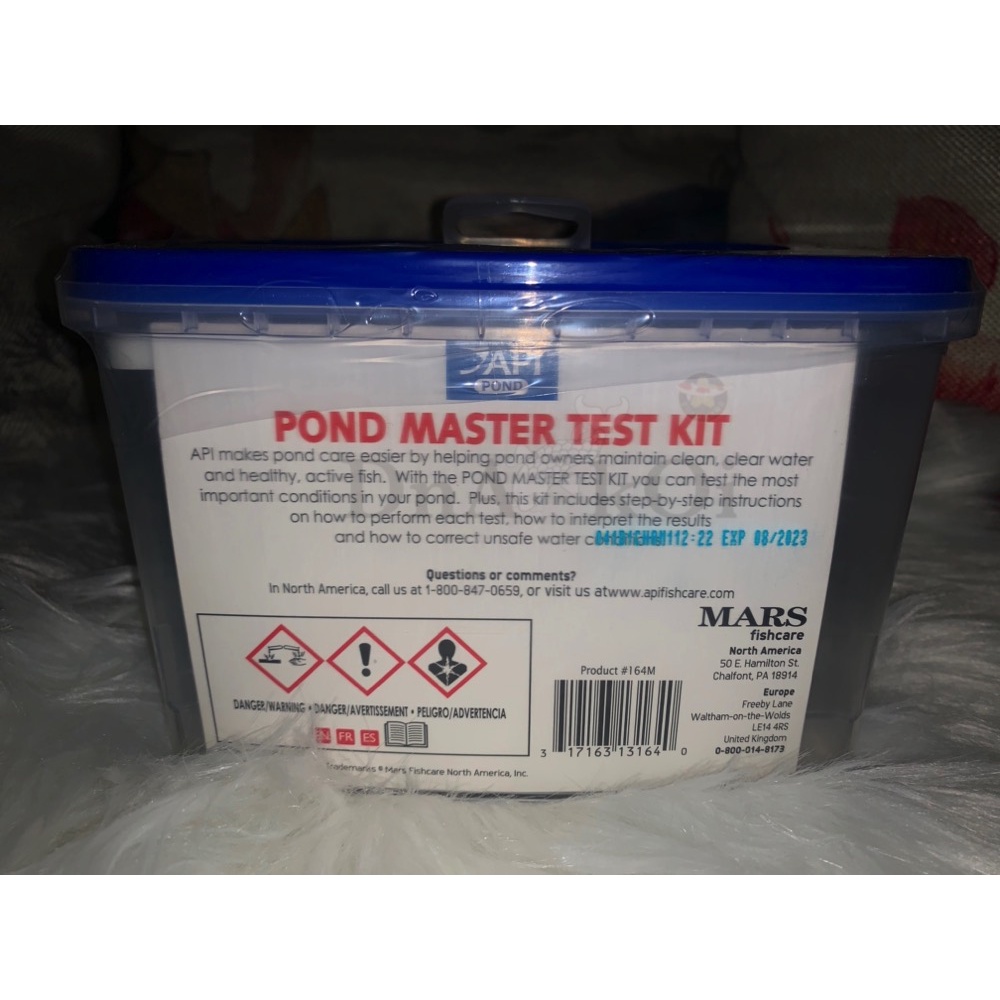 API
POND
POND MASTER TEST KIT
API makes pond care easier by helping pond owners maintain clean, clear water
and healthy, active fish. With the POND MASTER TEST KIT you can test the most
important conditions in your pond. Plus, this kit includes step-by-step instructions
on how to perform each test, how to interpret the results
and how to correct unsafe water
12:22 EXP 08/2023
Questions or comments?
In North America, call us at 1-800-847-0659, or visit us atwww.apifishcare.com
MARS
fishcare
North America
50 E. Hamilton St.
Chalfont, PA 18914
Europe
Freeby Lane
Waltham-on-the-Wolds
LE14 4RS
United Kingdom
0-800-014-8173
Product #164M
3 17163 13164 0
DANGER/WARNING • DANGER/AVERTISSEMENT • PELIGRO/ADVERTENCIA
EN FR ES
Trademarks ® Mars Fishcare North America, Inc.